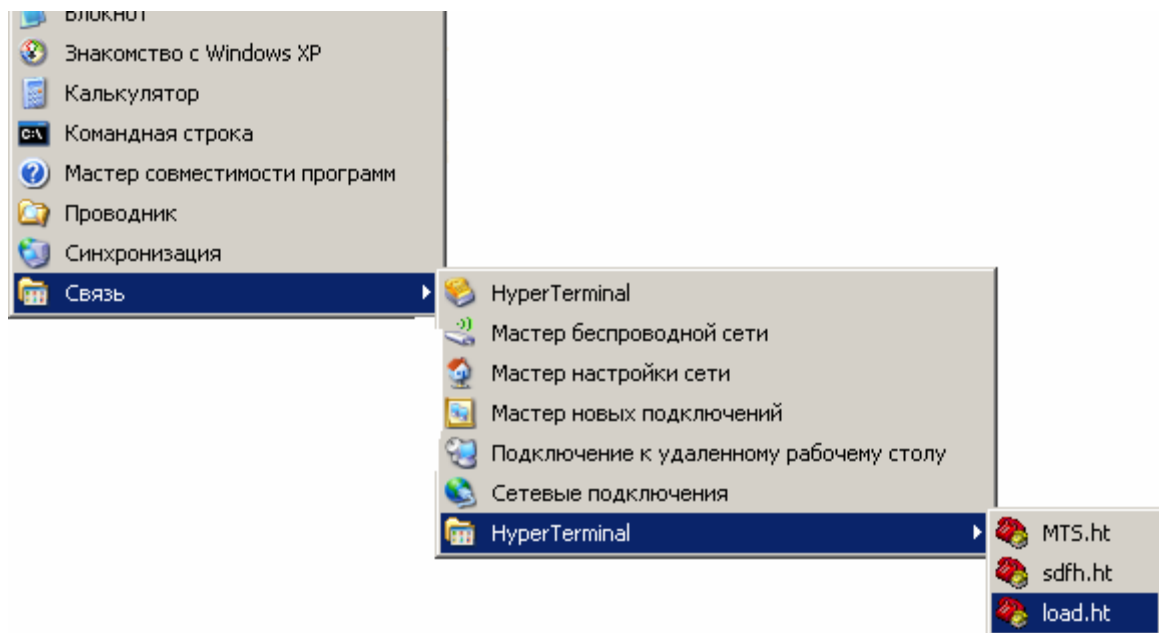 Блокнот
Знакомство с Windows XP
Калькулятор
C:\
Командная строка
Мастер совместимости программ
Проводник
Синхронизация
Связь
HyperTerminal
Мастер беспроводной сети
Мастер настройки сети
Мастер новых подключений
Подключение к удаленному рабочему столу
Сетевые подключения
HyperTerminal
MTS.ht
sdfh.ht
load.ht